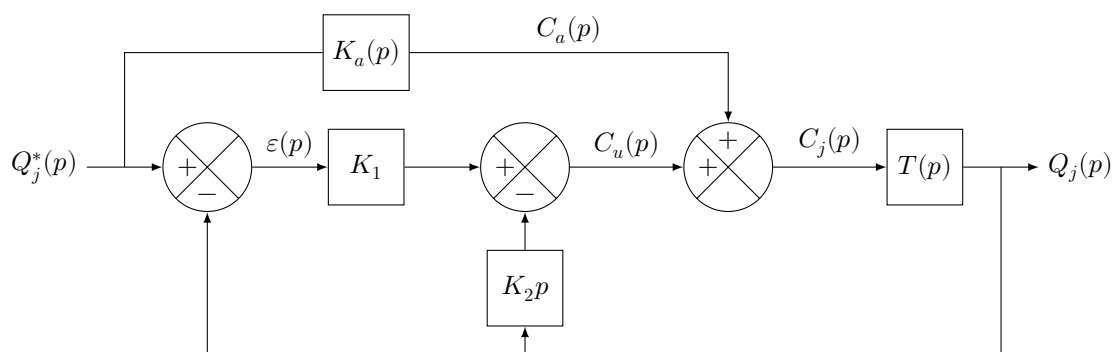 C_a(p)
K_a(p)
Q_j^*(p)
+
−
ε(p)
K_1
+
−
C_u(p)
+
+
C_j(p)
T(p)
Q_j(p)
K_2p